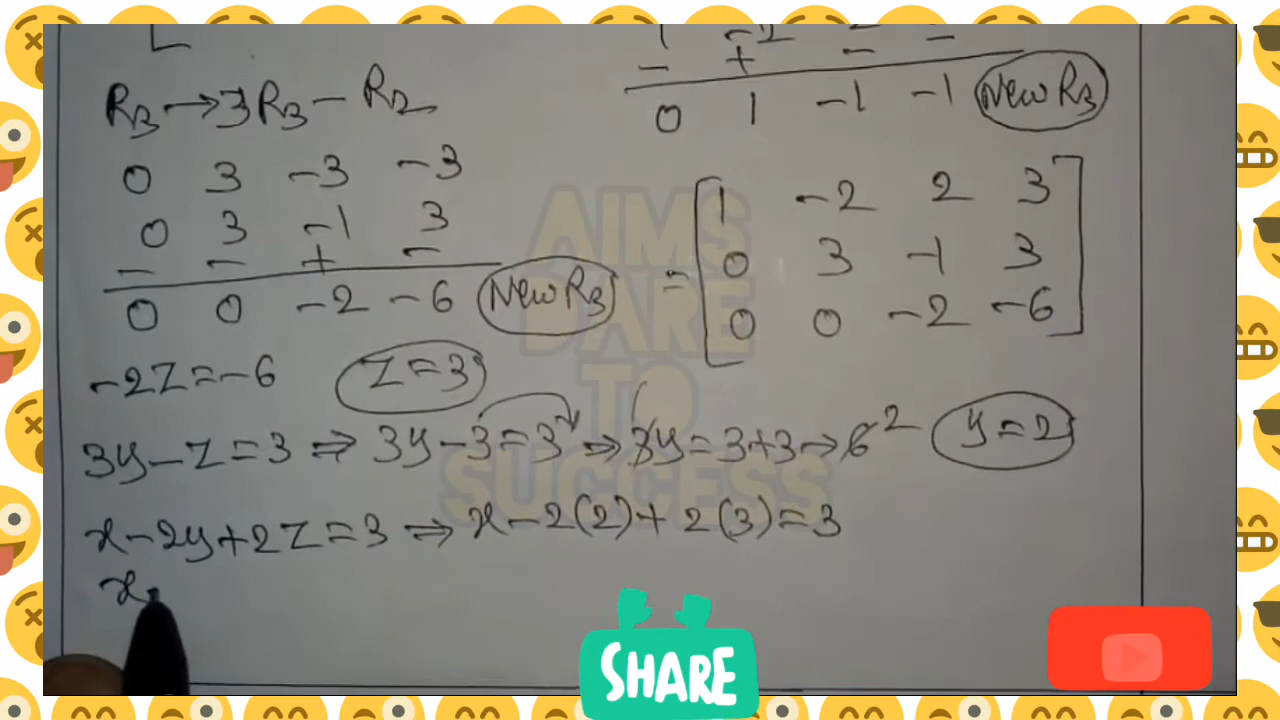 1 -2
- + - -
0 1 -1 -1 New R3
R3 → 3R3 - R2
0 3 -3 -3
0 3 -1 3
- - + -
0 0 -2 -6 New R3
= [ 1 -2 2 3
0 3 -1 3
0 0 -2 -6 ]
-2Z = -6 Z = 3
3y - z = 3 ⇒ 3y - 3 = 3 ⇒ 3y = 3+3 → 6 2 y = 2
x - 2y + 2z = 3 ⇒ x - 2(2) + 2(3) = 3
x
AIMS
DARE
TO
SUCCESS
SHARE